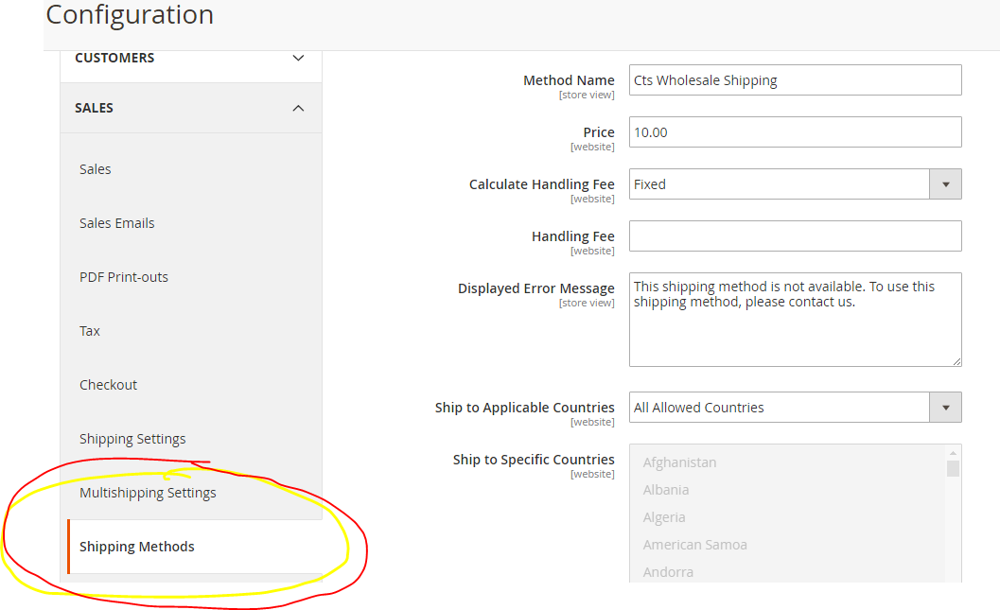 Configuration
CUSTOMERS
SALES
Sales
Sales Emails
PDF Print-outs
Tax
Checkout
Shipping Settings
Multishipping Settings
Shipping Methods
Method Name
[store view]
Cts Wholesale Shipping
Price
[website]
10.00
Calculate Handling Fee
[website]
Fixed
Handling Fee
[website]
Displayed Error Message
[store view]
This shipping method is not available. To use this
shipping method, please contact us.
Ship to Applicable Countries
[website]
All Allowed Countries
Ship to Specific Countries
[website]
Afghanistan
Albania
Algeria
American Samoa
Andorra